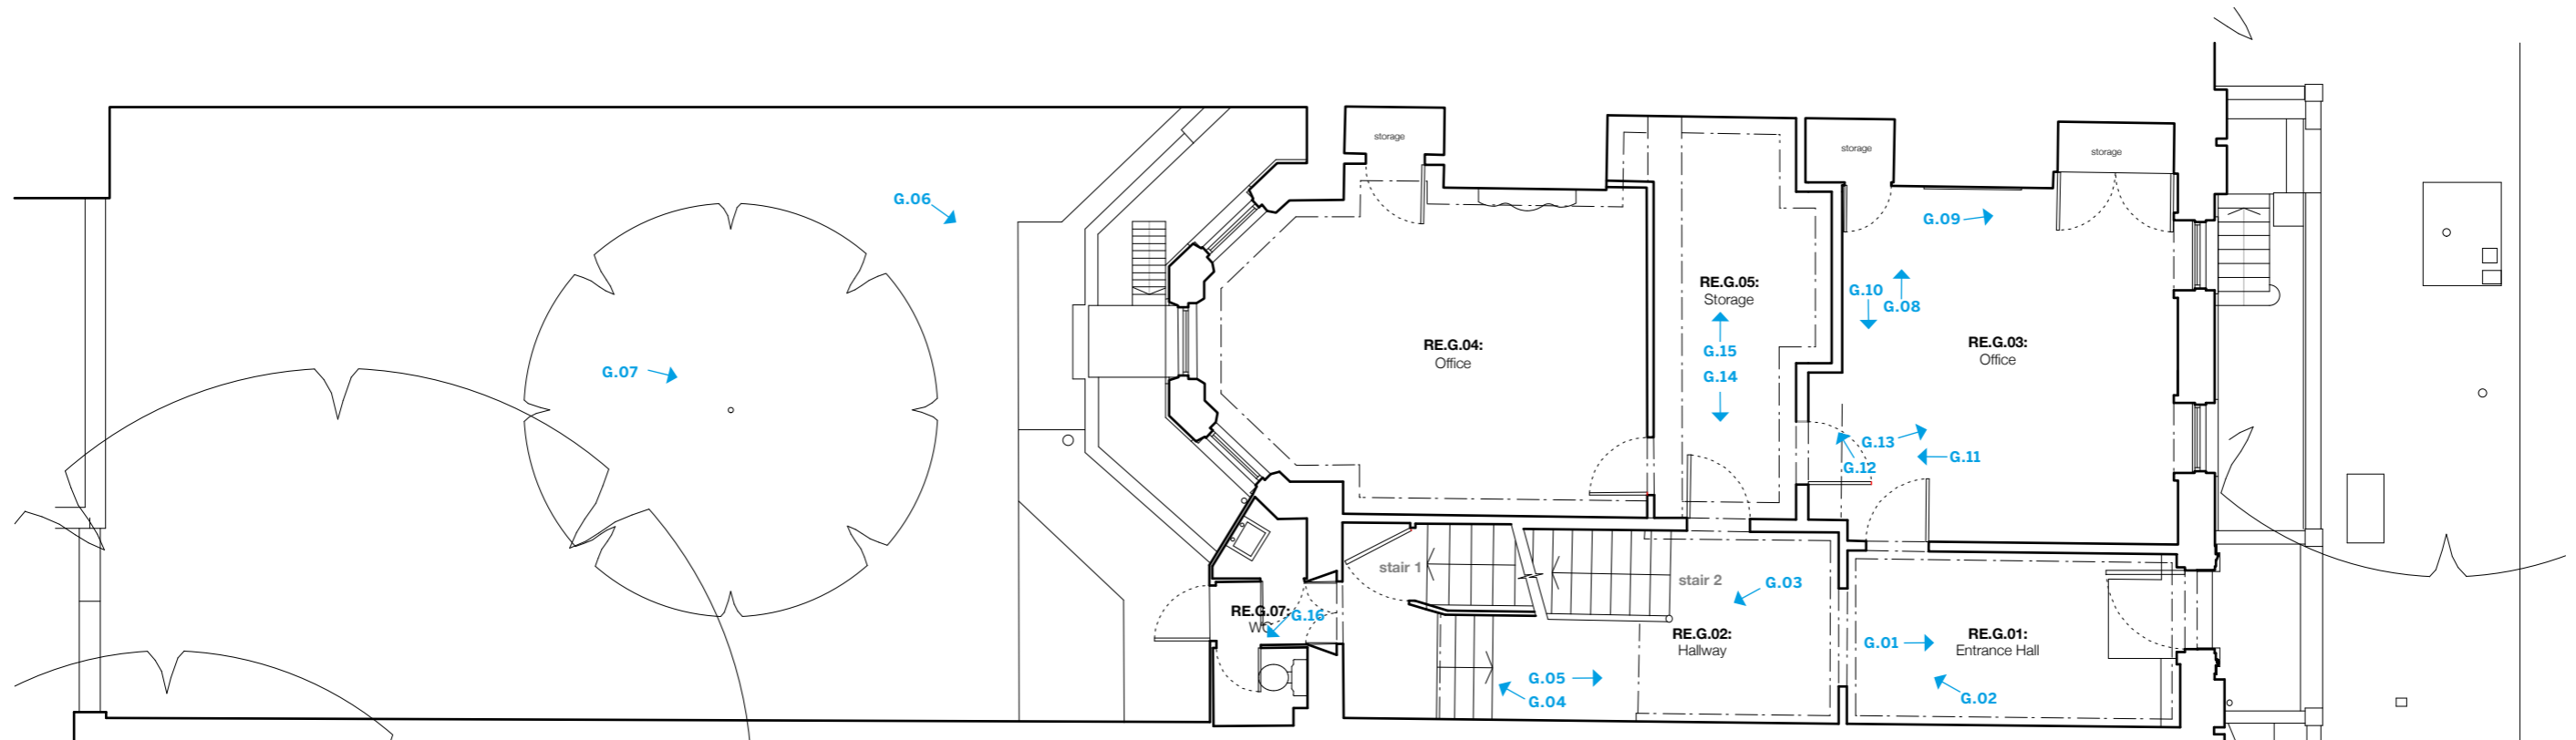 storage
storage
storage
G.06
G.09
RE.G.05:
Storage
G.10
G.08
RE.G.04:
Office
G.15
RE.G.03:
Office
G.07
G.14
G.13
G.12
G.11
stair 1
stair 2
G.03
RE.G.07:
WC
G.16
RE.G.02:
Hallway
G.01
RE.G.01:
Entrance Hall
G.05
G.04
G.02